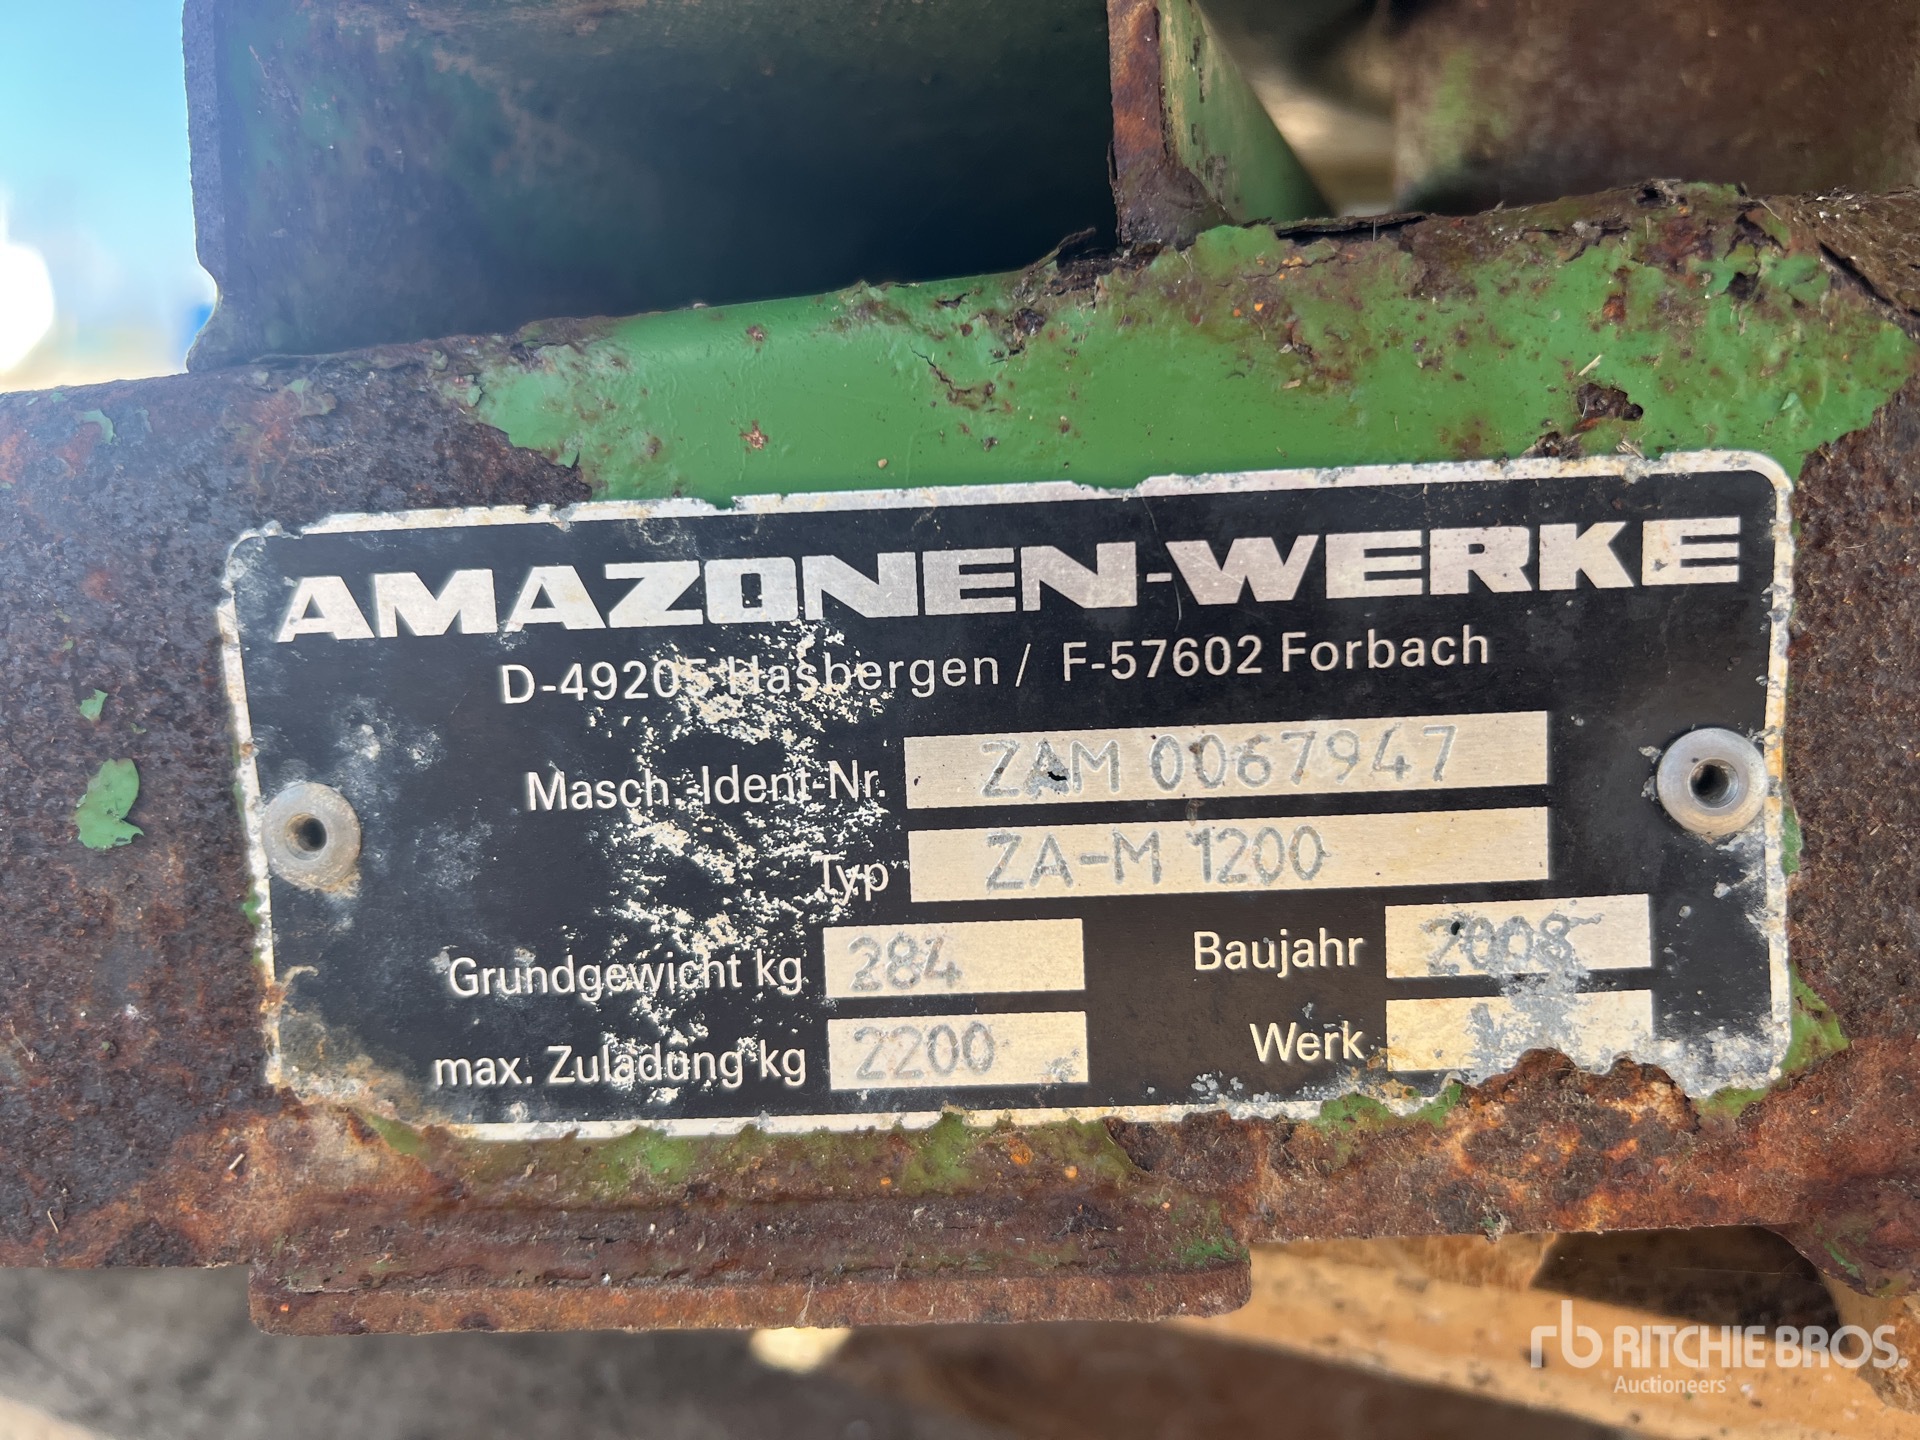 AMAZONEN-WERKE
D-49205 Hasbergen / F-57602 Forbach
Masch.-Ident-Nr. ZAM 0067947
Typ ZA-M 1200
Grundgewicht kg 284 Baujahr 2008
max. Zuladung kg 2200 Werk
rb RITCHIE BROS.
Auctioneers